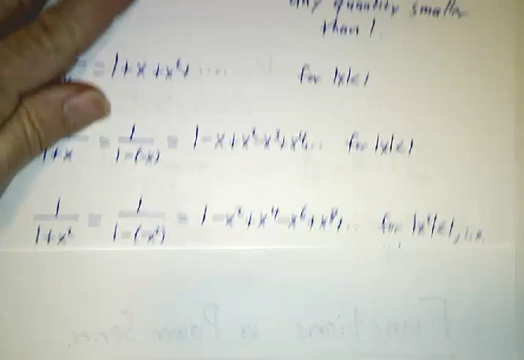 any quantity smaller
than 1.
= 1+x+x²+ ...... for |x|<1
1/(1+x) = 1/(1-(-x)) = 1-x+x²-x³+x⁴... for |x|<1
1/(1+x²) = 1/(1-(-x²)) = 1-x²+x⁴-x⁶+x⁸+... for |x²|<1, i.e.
Functions as Power Series.